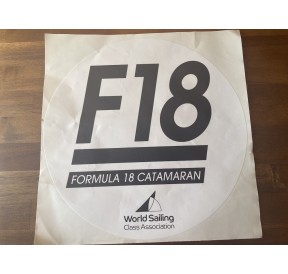 F18
FORMULA 18 CATAMARAN
World Sailing
Class Association